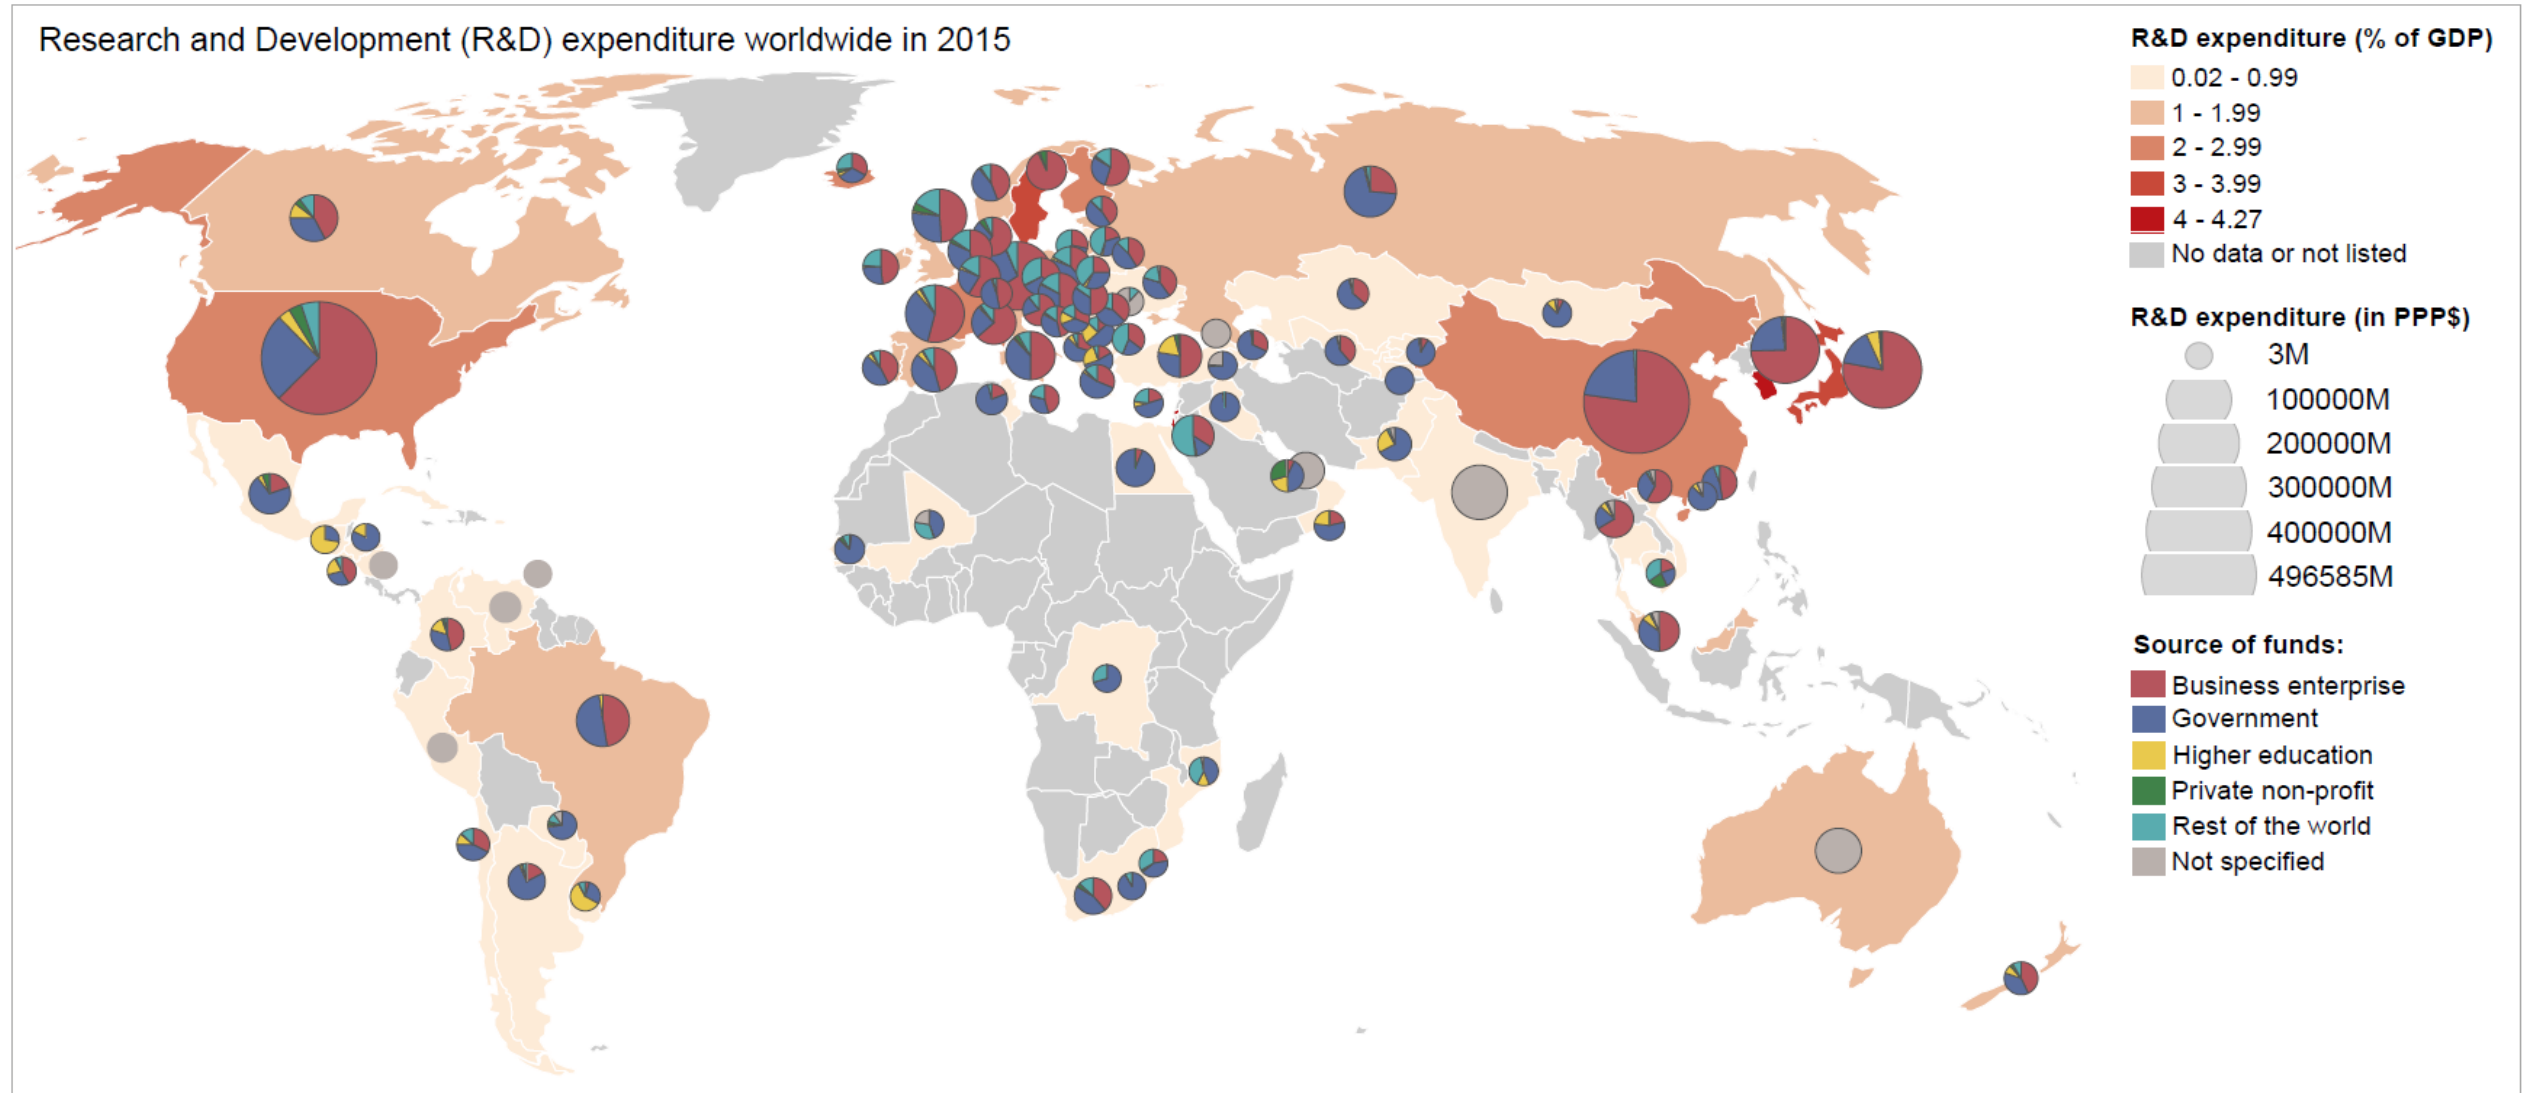 Research and Development (R&D) expenditure worldwide in 2015
R&D expenditure (% of GDP)
0.02 - 0.99
1 - 1.99
2 - 2.99
3 - 3.99
4 - 4.27
No data or not listed
R&D expenditure (in PPP$)
3M
100000M
200000M
300000M
400000M
496585M
Source of funds:
Business enterprise
Government
Higher education
Private non-profit
Rest of the world
Not specified